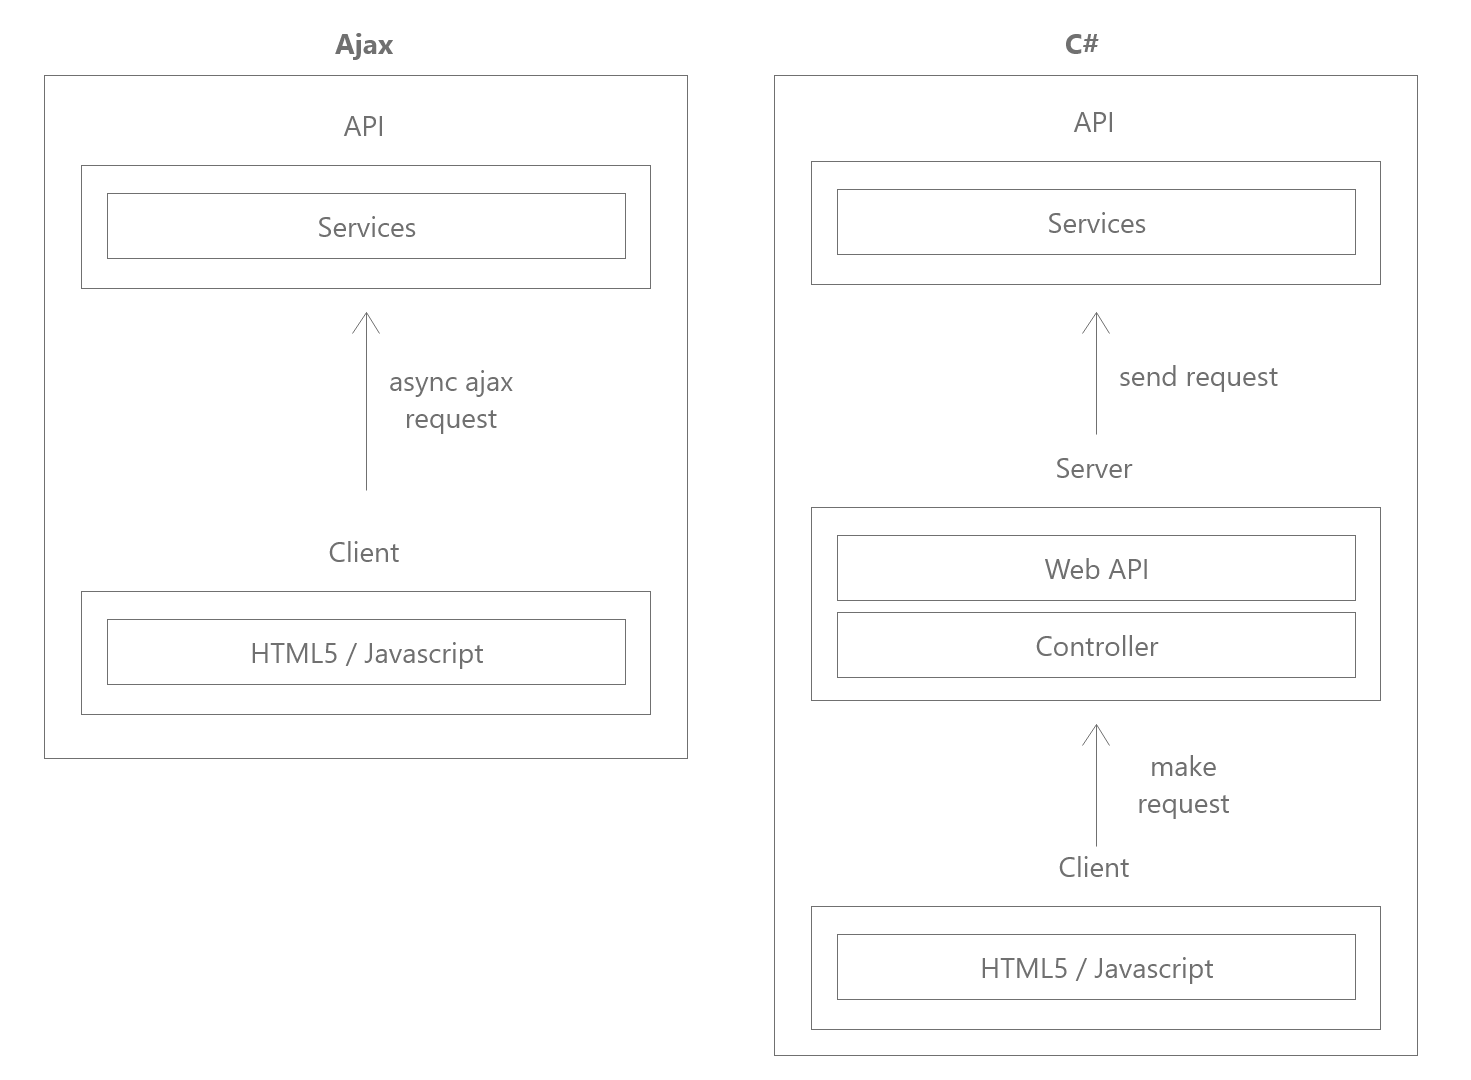 Ajax
API
Services
async ajax
request
Client
HTML5 / Javascript
C#
API
Services
send request
Server
Web API
Controller
make
request
Client
HTML5 / Javascript